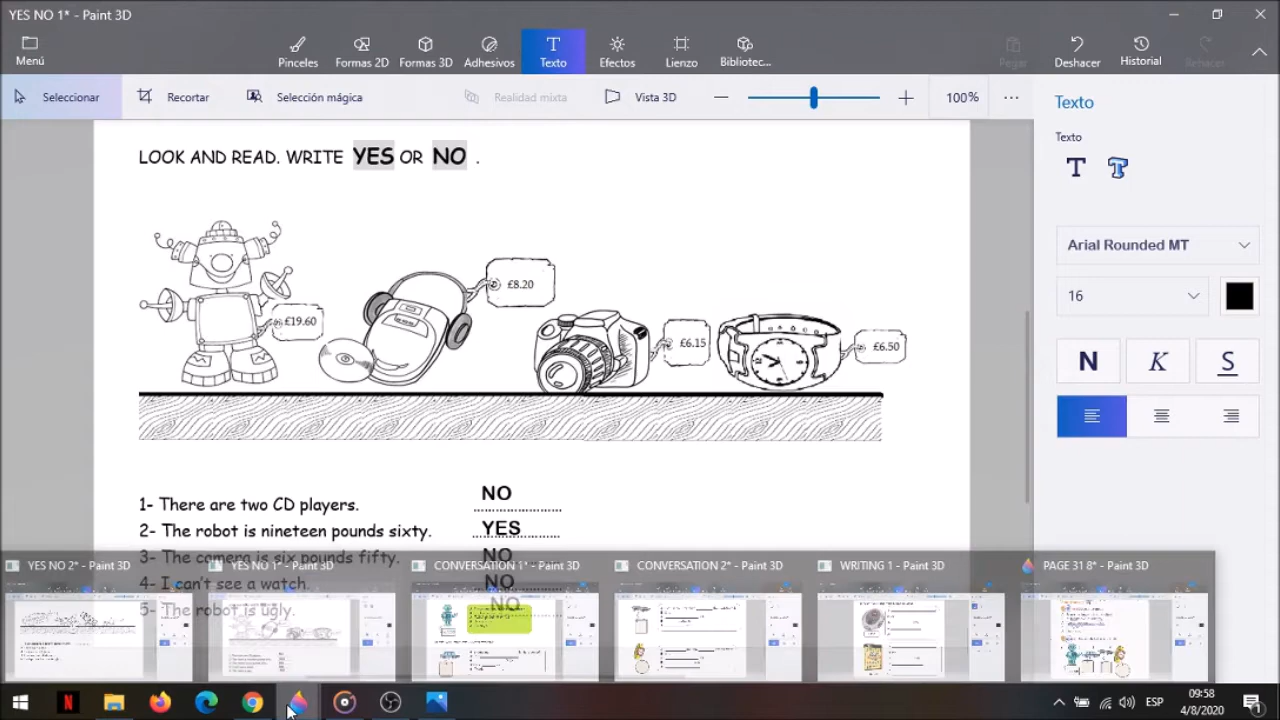 YES NO 1* - Paint 3D
Menú
Pinceles
Formas 2D
Formas 3D
Adhesivos
Texto
Efectos
Lienzo
Bibliotec...
Pegar
Deshacer
Historial
Rehacer
Seleccionar
Recortar
Selección mágica
Realidad mixta
Vista 3D
100%
Texto
Texto
Arial Rounded MT
16
N K S
LOOK AND READ. WRITE YES OR NO .
£19.60
£8.20
£6.15
£6.50
1- There are two CD players. NO
2- The robot is nineteen pounds sixty. YES
3- The camera is six pounds fifty. NO
4- I can't see a watch. NO
5- The robot is ugly. NO
YES NO 2* - Paint 3D
YES NO 1* - Paint 3D
CONVERSATION 1* - Paint 3D
CONVERSATION 2* - Paint 3D
WRITING 1 - Paint 3D
PAGE 31 8* - Paint 3D
ESP
09:58
4/8/2020